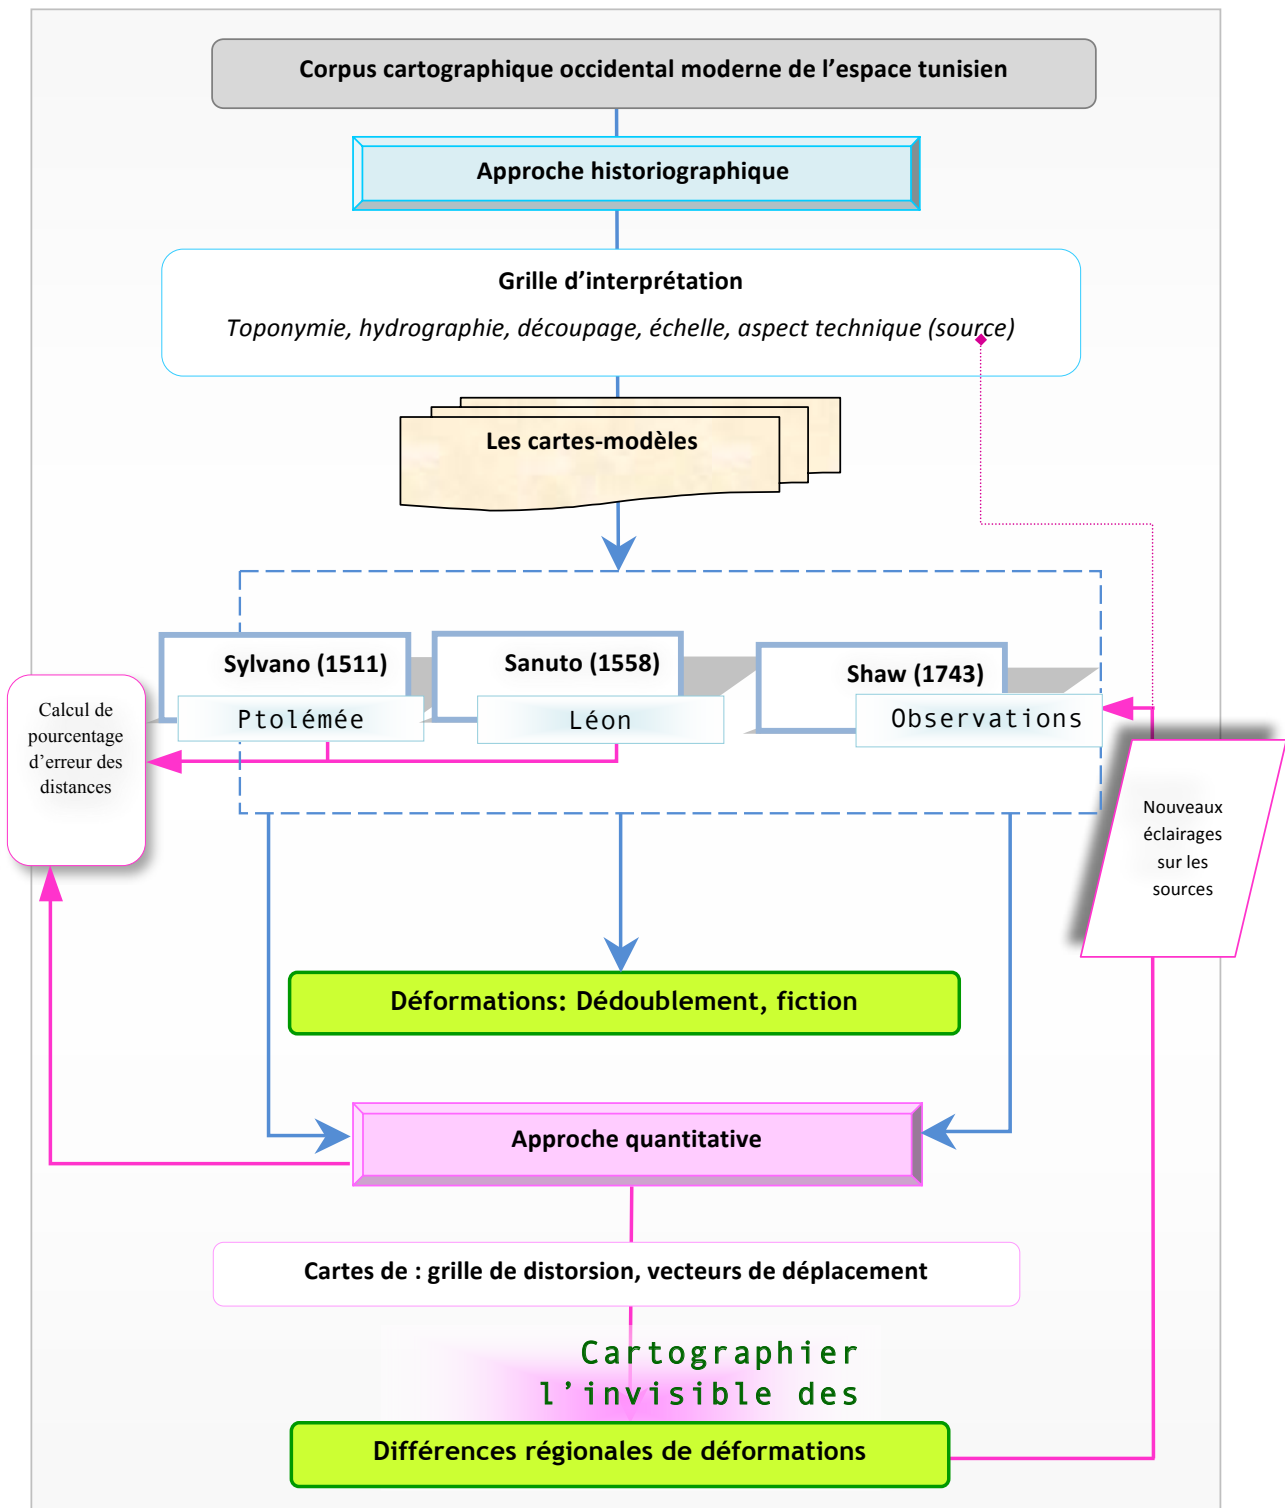 Corpus cartographique occidental moderne de l’espace tunisien
Approche historiographique
Grille d’interprétation
Toponymie, hydrographie, découpage, échelle, aspect technique (source)
Les cartes-modèles
Sylvano (1511)
Ptolémée
Sanuto (1558)
Léon
Shaw (1743)
Observations
Calcul de
pourcentage
d’erreur des
distances
Nouveaux
éclairages
sur les
sources
Déformations: Dédoublement, fiction
Approche quantitative
Cartes de : grille de distorsion, vecteurs de déplacement
Cartographier
l’invisible des
Différences régionales de déformations